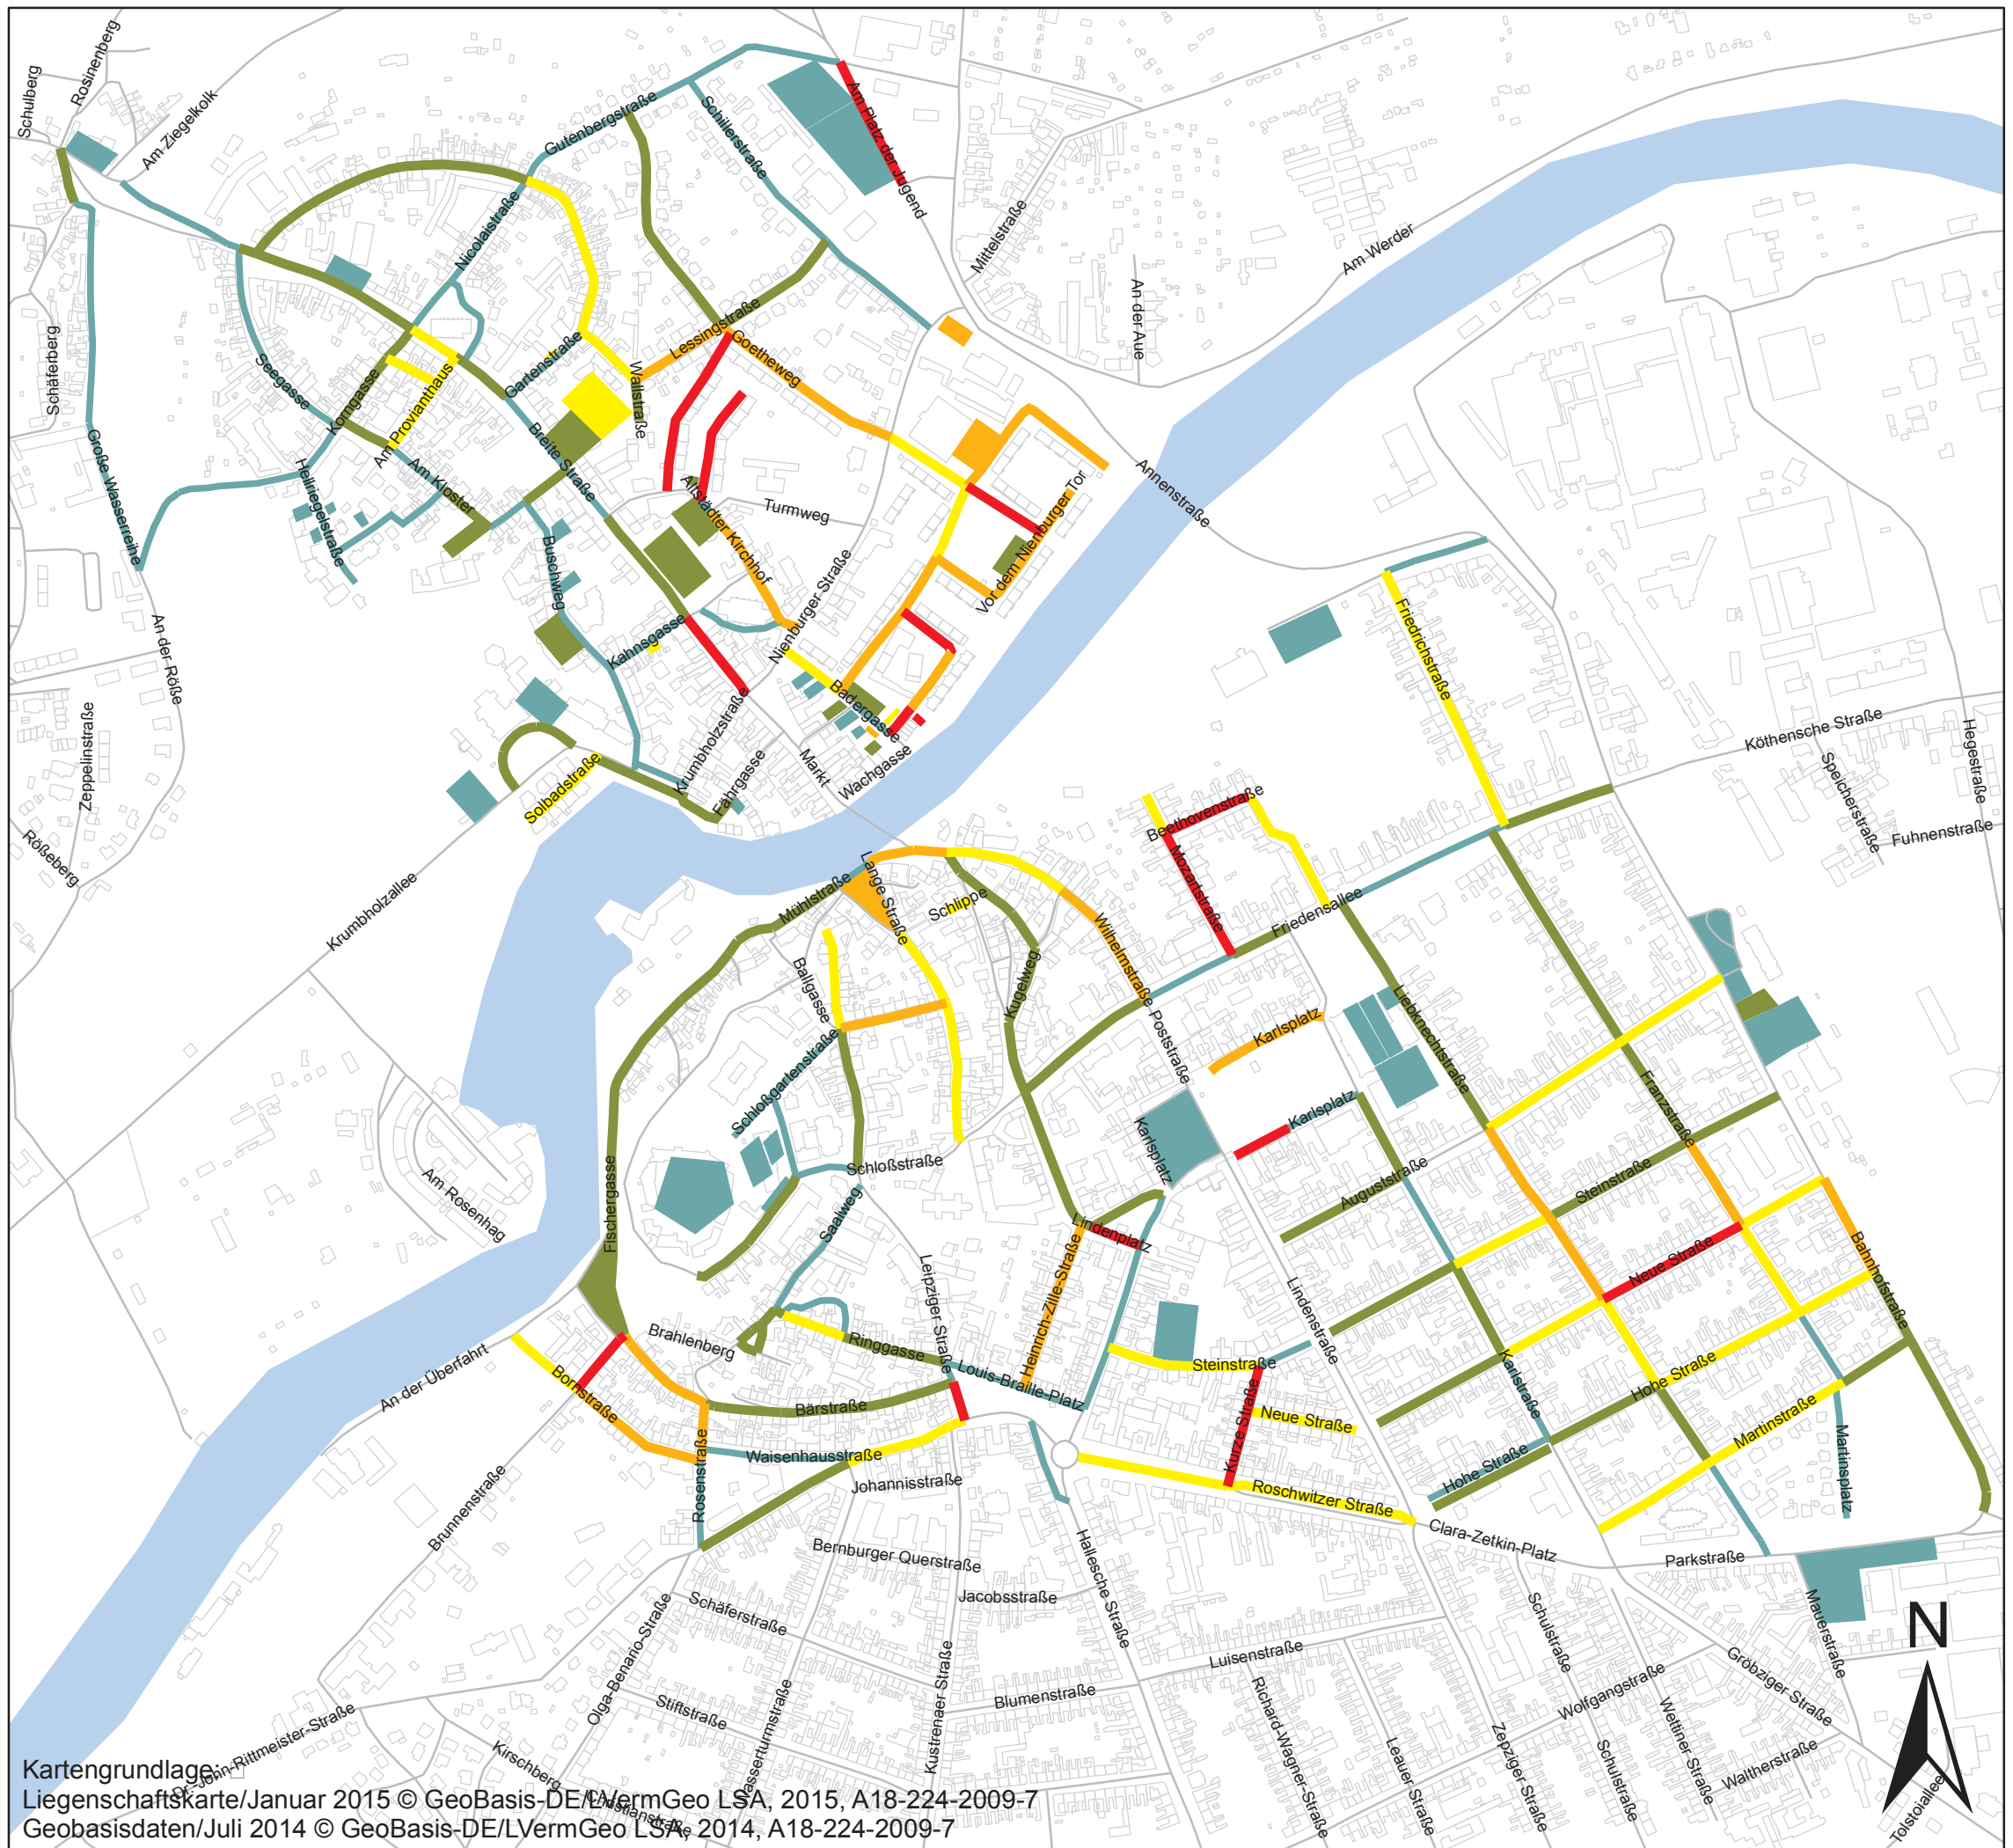 Schulberg
Rosinenberg
Am Ziegelkolk
Gutenbergstraße
Schillerstraße
Am Platz der Jugend
Nicolaistraße
Mittelstraße
Am Werder
An der Aue
Schäferberg
Seegasse
Korngasse
Am Provianthaus
Gartenstraße
Wallstraße
Lessingstraße
Goetheweg
Große Wasserreihe
Hellriegelstraße
Am Kloster
Breite Straße
Altstädter Kirchhof
Turmweg
Vor dem Nienburger Tor
Annenstraße
Buschweg
Kahnsgasse
Nienburger Straße
Friedrichstraße
An der Röße
Zeppelinstraße
Badergasse
Krumbholzstraße
Markt
Wachgasse
Fährgasse
Solbadstraße
Köthensche Straße
Hegestraße
Speicherstraße
Fuhnenstraße
Rößeberg
Krumbholzallee
Beethovenstraße
Mozartstraße
Mühlstraße
Lange Straße
Schlippe
Wilhelmstraße
Friedensallee
Ballgasse
Kugelweg
Liebknechtstraße
Karlsplatz
Poststraße
Schloßgartenstraße
Karlsplatz
Karlsplatz
Franzstraße
Am Rosenhag
Fischergasse
Schloßstraße
Saalweg
Auguststraße
Steinstraße
Lindenplatz
Neue Straße
Bahnhofstraße
Heinrich-Zille-Straße
Leipziger Straße
Lindenstraße
Brahlenberg
Ringgasse
Louis-Braille-Platz
Steinstraße
Karlstraße
Hohe Straße
An der Überfahrt
Bornstraße
Bärstraße
Kurze Straße
Neue Straße
Martinstraße
Martinsplatz
Waisenhausstraße
Rosenstraße
Johannisstraße
Hohe Straße
Roschwitzer Straße
Brunnenstraße
Clara-Zetkin-Platz
Parkstraße
Bernburger Querstraße
Hallesche Straße
Jacobsstraße
Schäferstraße
Olga-Benario-Straße
Schulstraße
Mauerstraße
N
Luisenstraße
Kustrenaer Straße
Blumenstraße
Stiftstraße
Richard-Wagner-Straße
Wolfgangstraße
Wettiner Straße
Gröbziger Straße
Leauer Straße
Zepziger Straße
Schulstraße
Waltherstraße
Tolstoiallee
Kirschberg
Christianstraße
Kartengrundlage:
Liegenschaftskarte/Januar 2015 © GeoBasis-DE/LVermGeo LSA, 2015, A18-224-2009-7
Geobasisdaten/Juli 2014 © GeoBasis-DE/LVermGeo LSA, 2014, A18-224-2009-7